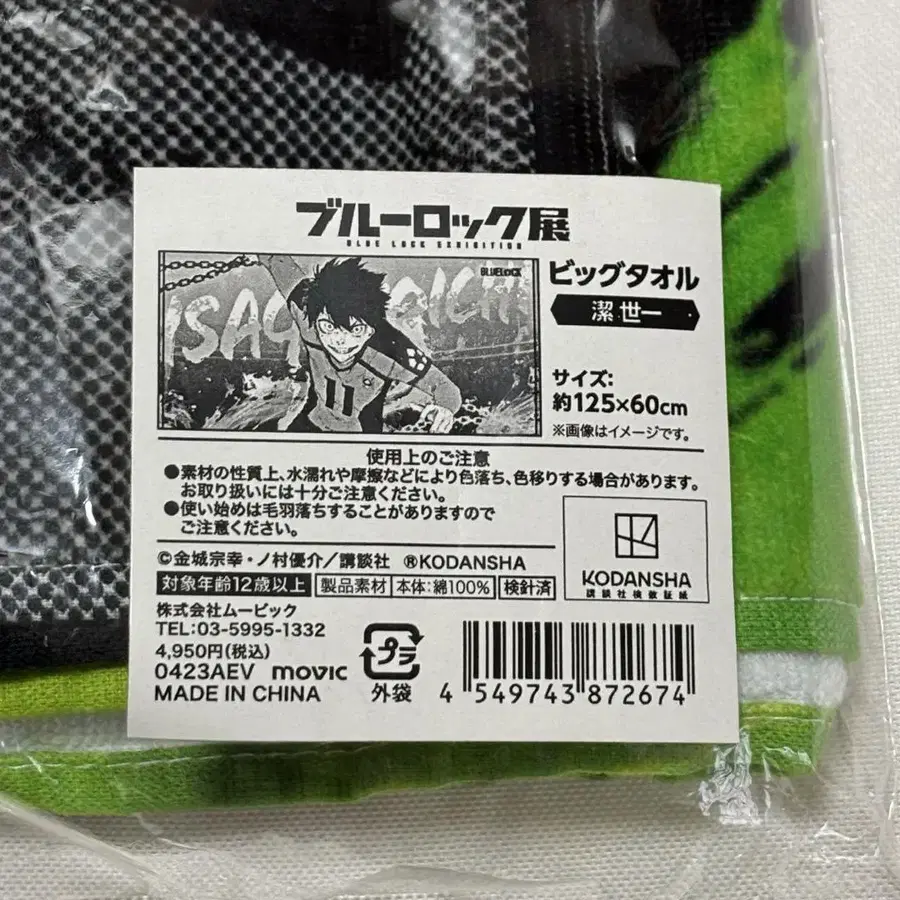 ブルーロック展
BLUE LOCK EXHIBITION
BLUELOCK
ビッグタオル
潔 世一
サイズ:
約125×60cm
※画像はイメージです。
使用上のご注意
●素材の性質上、水濡れや摩擦などにより色落ち、色移りする場合があります。
お取り扱いには十分ご注意ください。
●使い始めは毛羽落ちすることがありますので
ご注意ください。
©金城宗幸・ノ村優介/講談社 ®KODANSHA
対象年齢12歳以上 製品素材 本体:綿100% 検針済
KODANSHA
講談社検傲証紙
株式会社ムービック
TEL:03-5995-1332
4,950円(税込)
0423AEV movic
MADE IN CHINA
プラ
外袋
4 549743 872674
11